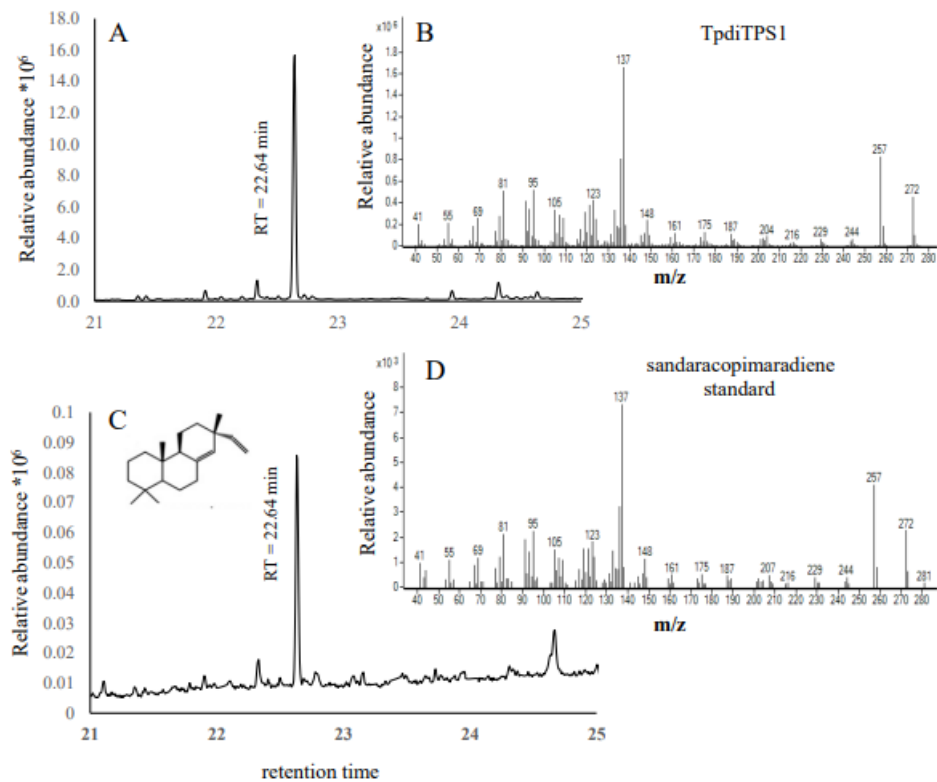 A
Relative abundance *10⁶
18.0
16.0
14.0
12.0
10.0
8.0
6.0
4.0
2.0
0.0
21 22 23 24 25
RT = 22.64 min
B
TpdiTPS1
Relative abundance
x10⁶
1.8
1.6
1.4
1.2
1
0.8
0.6
0.4
0.2
0
41 55 69 81 95 105 123 137 148 161 175 187 204 216 229 244 257 272
40 50 60 70 80 90 100 110 120 130 140 150 160 170 180 190 200 210 220 230 240 250 260 270 280
m/z
C
Relative abundance *10⁶
0.1
0.09
0.08
0.07
0.06
0.05
0.04
0.03
0.02
0.01
0
21 22 23 24 25
RT = 22.64 min
retention time
D
sandaracopimaradiene
standard
Relative abundance
x10³
8
7
6
5
4
3
2
1
0
41 55 69 81 95 105 123 137 148 161 175 187 207 216 229 244 257 272 281
40 50 60 70 80 90 100 110 120 130 140 150 160 170 180 190 200 210 220 230 240 250 260 270 280
m/z